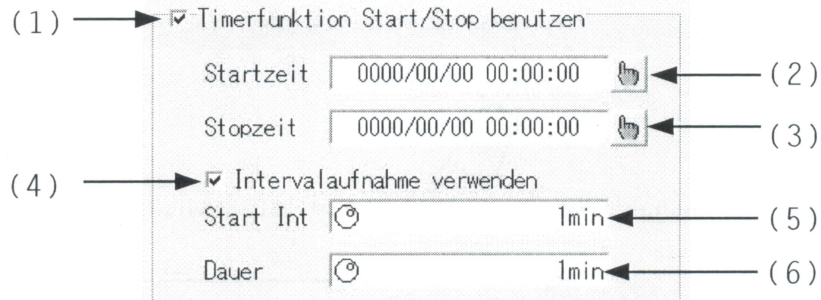 (1) Timerfunktion Start/Stop benutzen
Startzeit 0000/00/00 00:00:00 (2)
Stopzeit 0000/00/00 00:00:00 (3)
(4) Intervalaufnahme verwenden
Start Int 1min (5)
Dauer 1min (6)